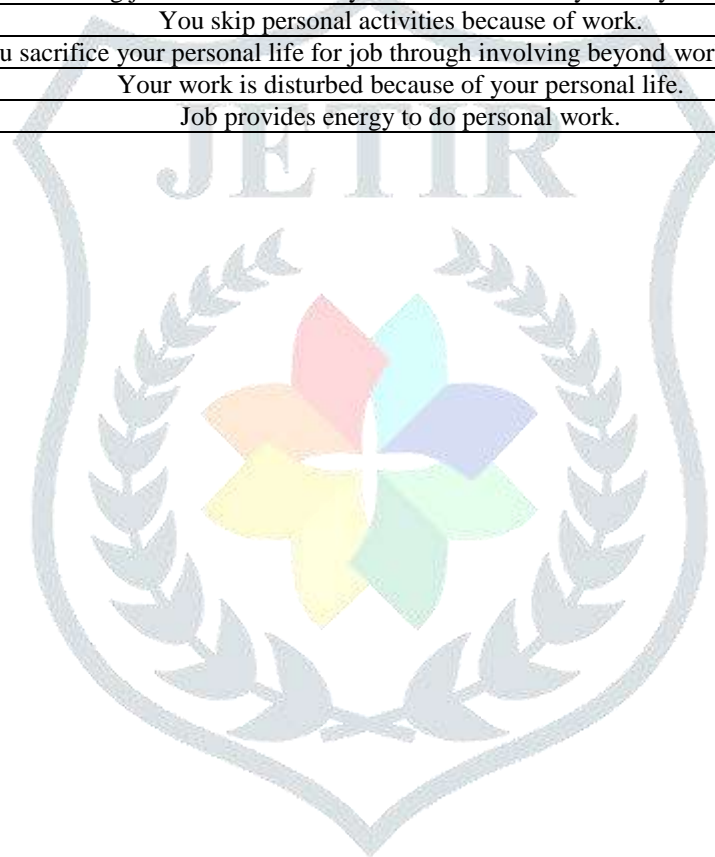 You skip personal activities because of work.
sacrifice your personal life for job through involving beyond
Your work is disturbed because of your personal life.
Job provides energy to do personal work.
JETIR